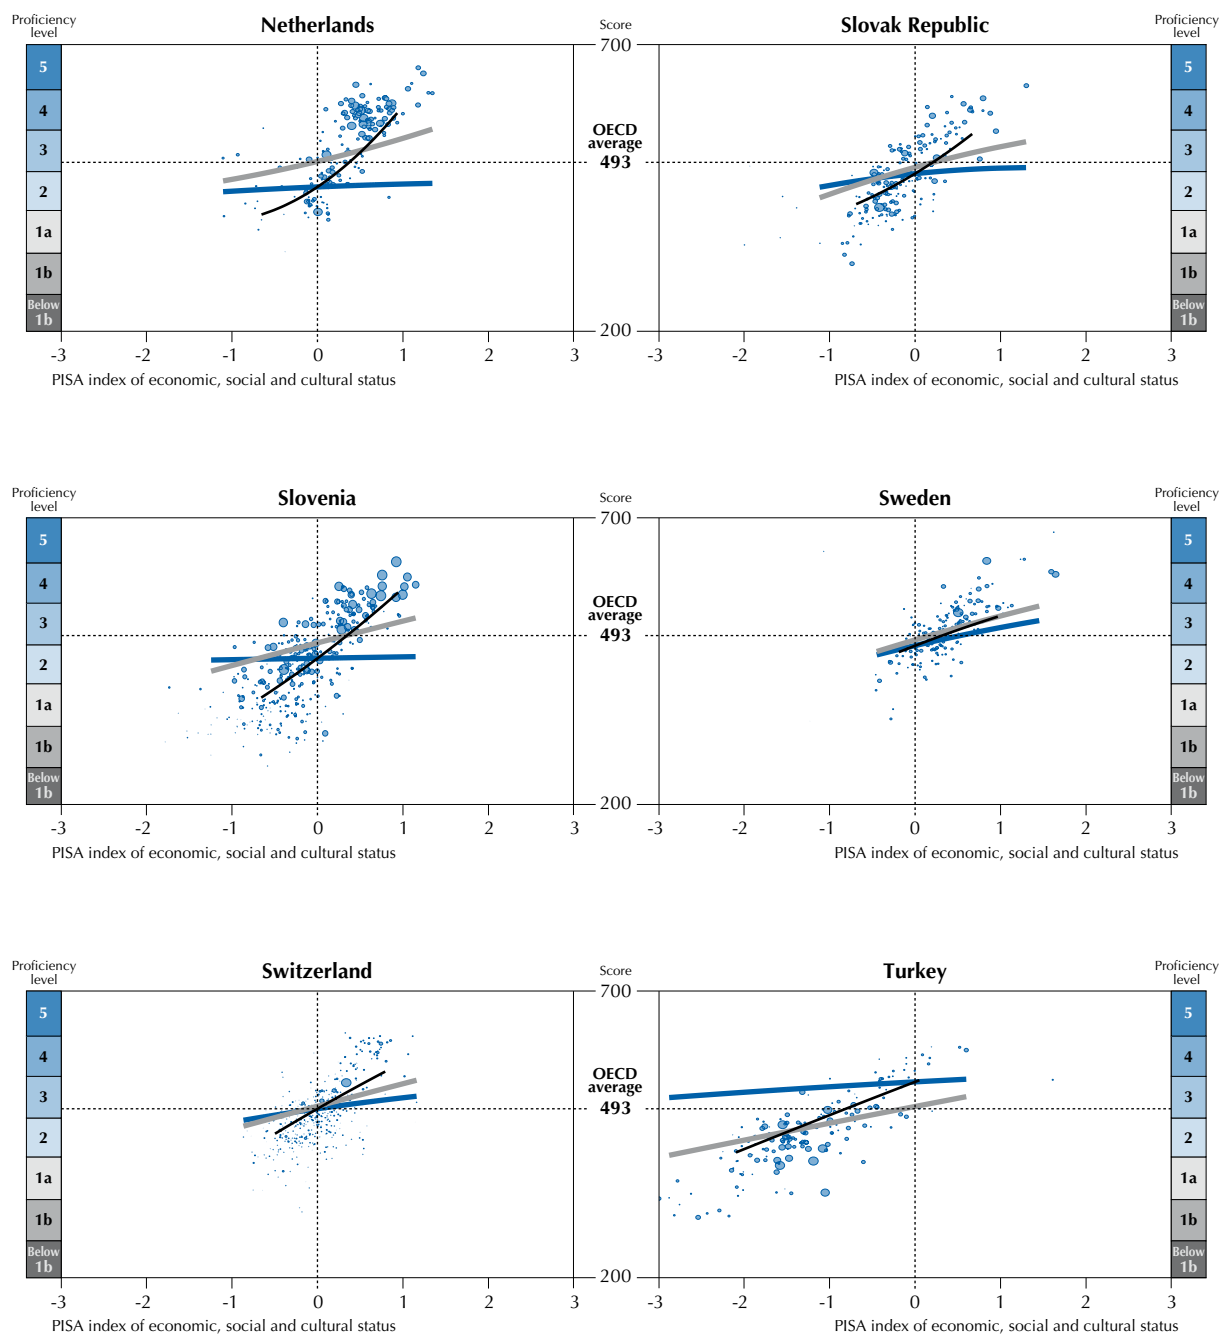 Proficiency
level
Netherlands
Score
Slovak Republic
Proficiency
level
700
5
4
3
2
1a
1b
Below
1b
OECD
average
493
5
4
3
2
1a
1b
Below
1b
200
-3 -2 -1 0 1 2 3
-3 -2 -1 0 1 2 3
PISA index of economic, social and cultural status
PISA index of economic, social and cultural status
Proficiency
level
Slovenia
Score
Sweden
Proficiency
level
700
5
4
3
2
1a
1b
Below
1b
OECD
average
493
5
4
3
2
1a
1b
Below
1b
200
-3 -2 -1 0 1 2 3
-3 -2 -1 0 1 2 3
PISA index of economic, social and cultural status
PISA index of economic, social and cultural status
Proficiency
level
Switzerland
Score
Turkey
Proficiency
level
700
5
4
3
2
1a
1b
Below
1b
OECD
average
493
5
4
3
2
1a
1b
Below
1b
200
-3 -2 -1 0 1 2 3
-3 -2 -1 0 1 2 3
PISA index of economic, social and cultural status
PISA index of economic, social and cultural status